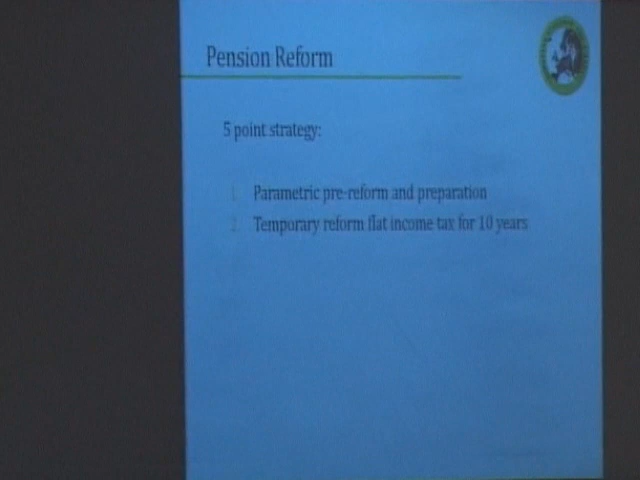 Pension Reform
5 point strategy:
1. Parametric pre-reform and preparation
2. Temporary reform flat income tax for 10 years